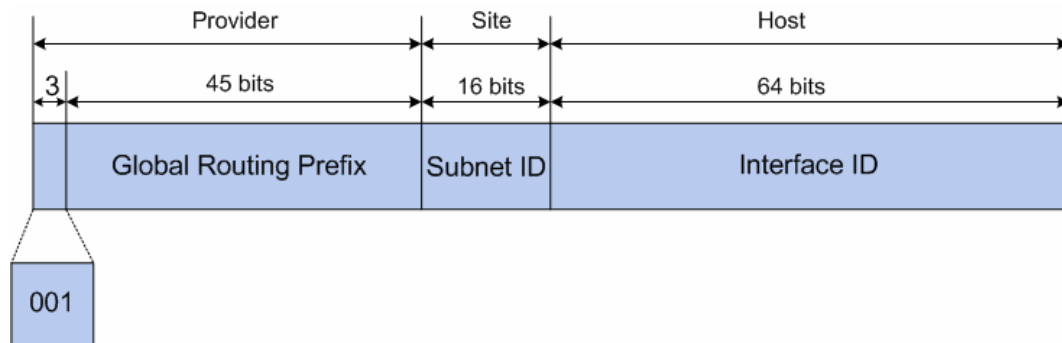 Provider Site Host
3 45 bits 16 bits 64 bits
Global Routing Prefix Subnet ID Interface ID
001